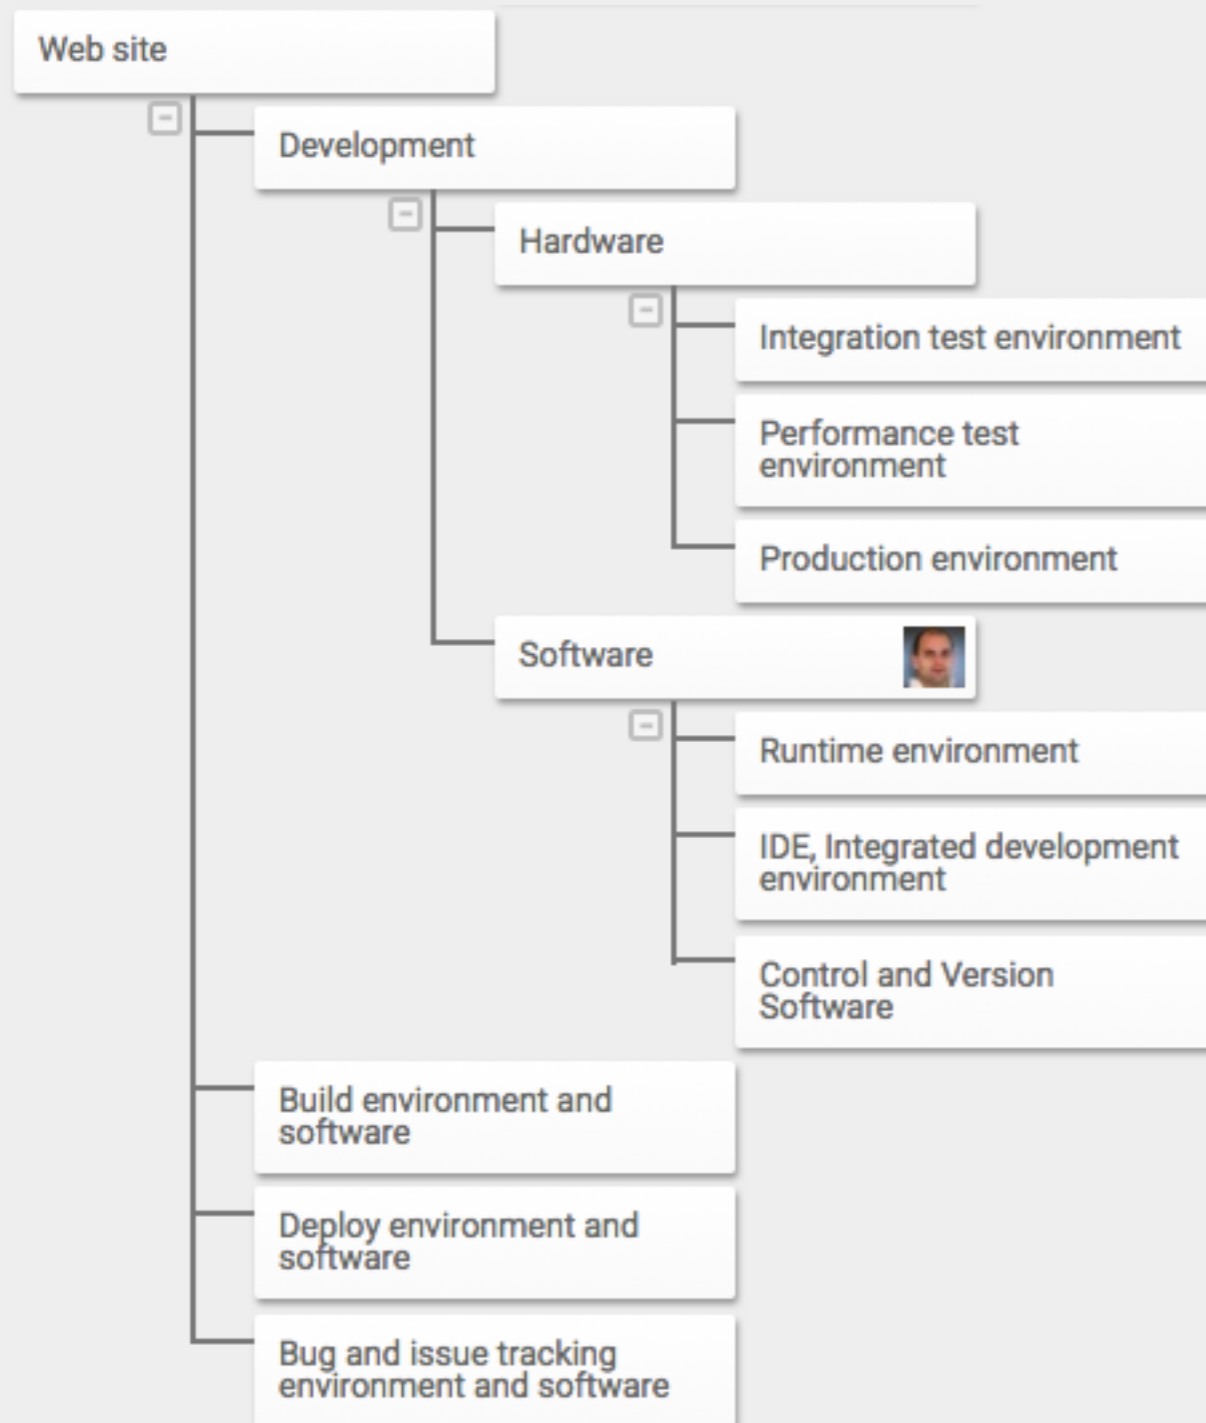 Web site
Development
Hardware
Integration test environment
Performance test
environment
Production environment
Software
Runtime environment
IDE, Integrated development
environment
Control and Version
Software
Build environment and
software
Deploy environment and
software
Bug and issue tracking
environment and software